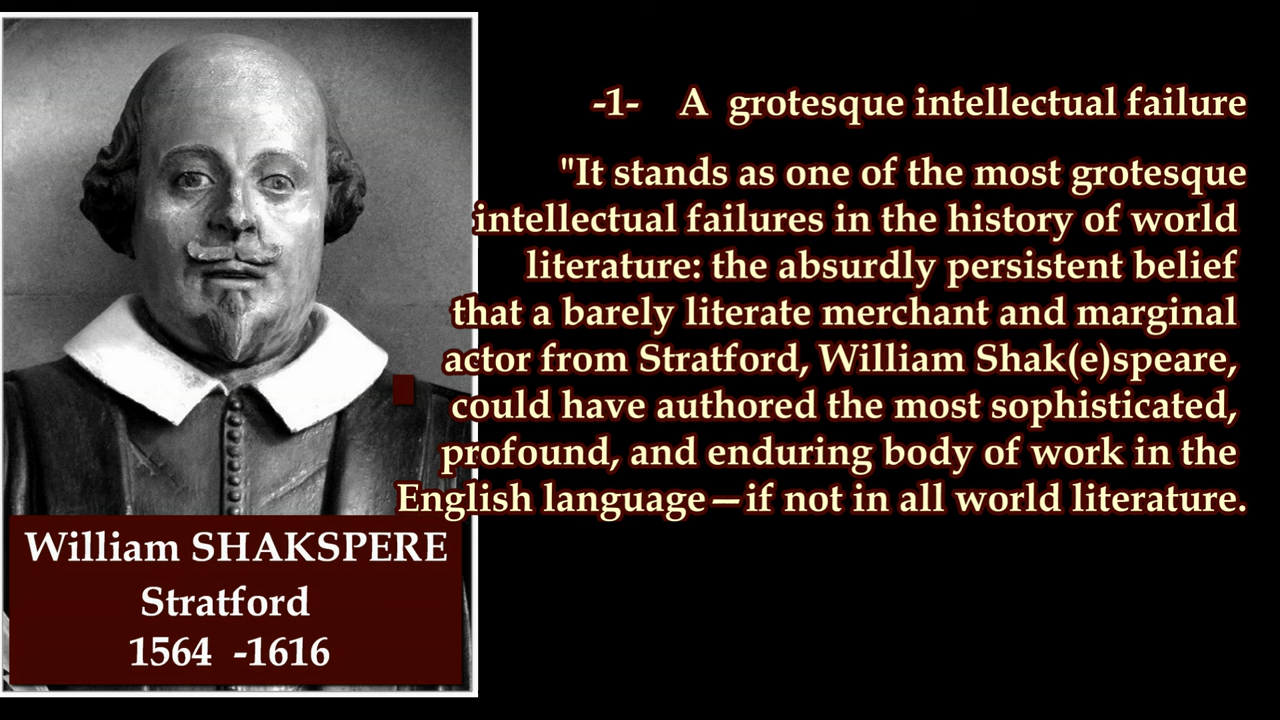 -1- A grotesque intellectual failure
"It stands as one of the most grotesque
intellectual failures in the history of world
literature: the absurdly persistent belief
that a barely literate merchant and marginal
actor from Stratford, William Shak(e)speare,
could have authored the most sophisticated,
profound, and enduring body of work in the
English language—if not in all world literature.
William SHAKSPERE
Stratford
1564 -1616